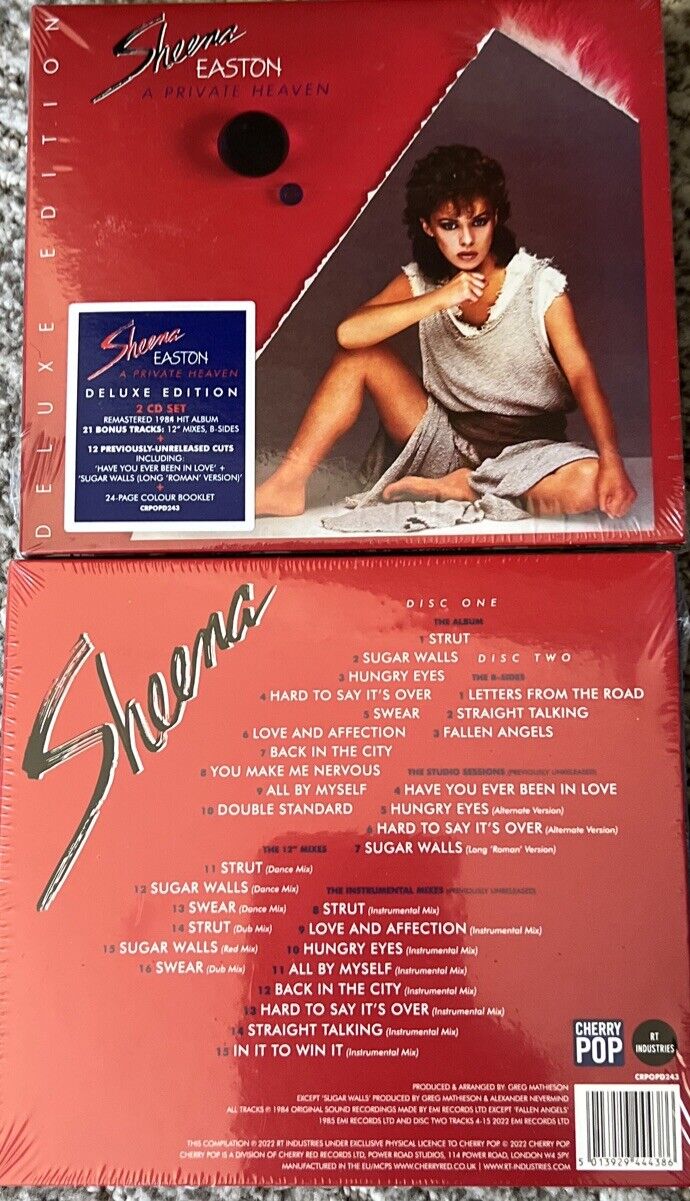 Sheena
EASTON
A PRIVATE HEAVEN
DELUXE EDITION
Sheena
EASTON
A PRIVATE HEAVEN
DELUXE EDITION
2 CD SET
REMASTERED 1984 HIT ALBUM
21 BONUS TRACKS: 12" MIXES, B-SIDES
+
12 PREVIOUSLY-UNRELEASED CUTS
INCLUDING:
'HAVE YOU EVER BEEN IN LOVE' +
'SUGAR WALLS (LONG 'ROMAN' VERSION)'
+
24-PAGE COLOUR BOOKLET
CRPOPD243
Sheena
DISC ONE
THE ALBUM
1 STRUT
2 SUGAR WALLS
3 HUNGRY EYES
4 HARD TO SAY IT'S OVER
5 SWEAR
6 LOVE AND AFFECTION
7 BACK IN THE CITY
8 YOU MAKE ME NERVOUS
9 ALL BY MYSELF
10 DOUBLE STANDARD
THE 12" MIXES
11 STRUT (Dance Mix)
12 SUGAR WALLS (Dance Mix)
13 SWEAR (Dance Mix)
14 STRUT (Dub Mix)
15 SUGAR WALLS (Red Mix)
16 SWEAR (Dub Mix)
DISC TWO
THE B-SIDES
1 LETTERS FROM THE ROAD
2 STRAIGHT TALKING
3 FALLEN ANGELS
THE STUDIO SESSIONS (PREVIOUSLY UNRELEASED)
4 HAVE YOU EVER BEEN IN LOVE
5 HUNGRY EYES (Alternate Version)
6 HARD TO SAY IT'S OVER (Alternate Version)
7 SUGAR WALLS (Long 'Roman' Version)
THE INSTRUMENTAL MIXES (PREVIOUSLY UNRELEASED)
8 STRUT (Instrumental Mix)
9 LOVE AND AFFECTION (Instrumental Mix)
10 HUNGRY EYES (Instrumental Mix)
11 ALL BY MYSELF (Instrumental Mix)
12 BACK IN THE CITY (Instrumental Mix)
13 HARD TO SAY IT'S OVER (Instrumental Mix)
14 STRAIGHT TALKING (Instrumental Mix)
15 IN IT TO WIN IT (Instrumental Mix)
CHERRY
POP
RT
INDUSTRIES
CRPOPD243
PRODUCED & ARRANGED BY: GREG MATHIESON
EXCEPT 'SUGAR WALLS' PRODUCED BY GREG MATHIESON & ALEXANDER NEVERMIND
ALL TRACKS ℗ 1984 ORIGINAL SOUND RECORDINGS MADE BY EMI RECORDS LTD EXCEPT 'FALLEN ANGELS'
1985 EMI RECORDS LTD AND DISC TWO TRACKS 4-15 2022 EMI RECORDS LTD
THIS COMPILATION ℗ 2022 RT INDUSTRIES UNDER EXCLUSIVE PHYSICAL LICENCE TO CHERRY POP © 2022 CHERRY POP.
CHERRY POP IS A DIVISION OF CHERRY RED RECORDS LTD, POWER ROAD STUDIOS, 114 POWER ROAD, LONDON W4 5PY.
MANUFACTURED IN THE EU/MCPS WWW.CHERRYRED.CO.UK | WWW.RT-INDUSTRIES.COM
5 013929 444386